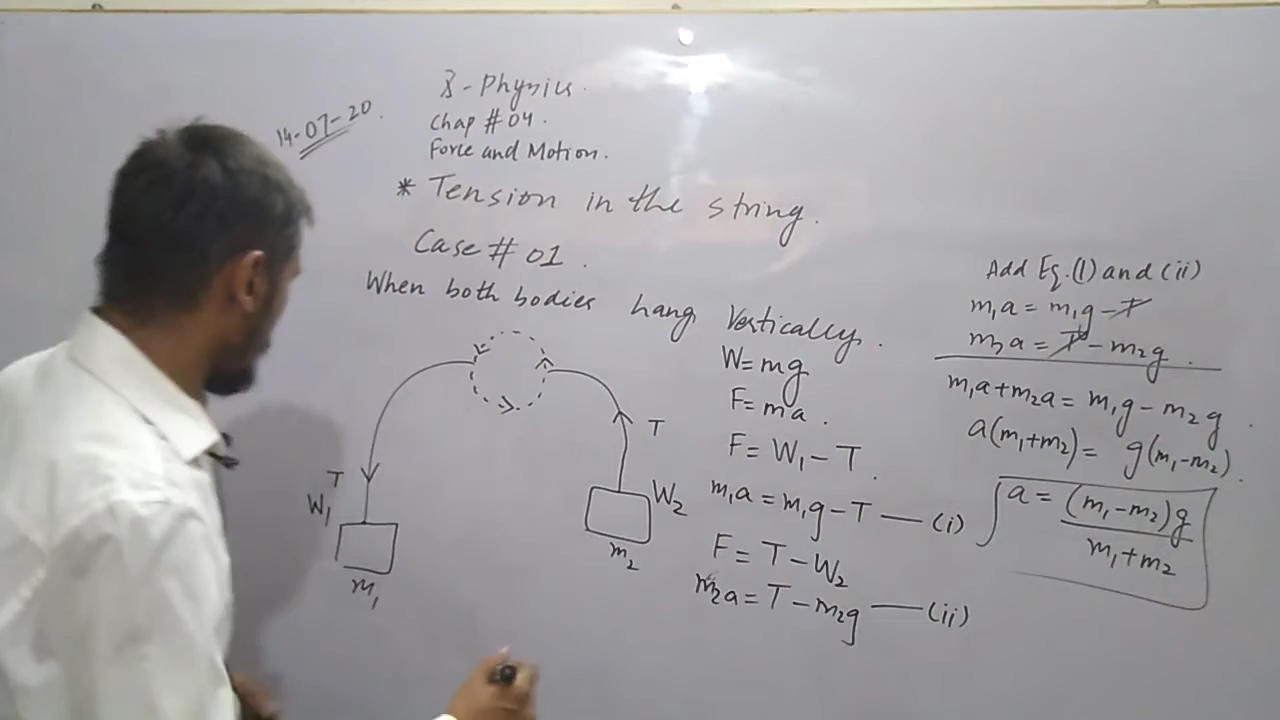 14-07-20.
X-Physics.
Chap # 04.
Force and Motion.
* Tension in the string.
Case # 01.
When both bodies hang Vertically.
T
W₁
m₁
T
W₂
m₂
W=mg
F=ma.
F=W₁-T.
m₁a=m₁g-T—(i)
F=T-W₂
m₂a=T-m₂g—(ii)
Add Eq.(1) and (ii)
m₁a=m₁g-T
m₂a=T-m₂g.
m₁a+m₂a=m₁g-m₂g.
a(m₁+m₂)=g(m₁-m₂).
a=(m₁-m₂)g
m₁+m₂